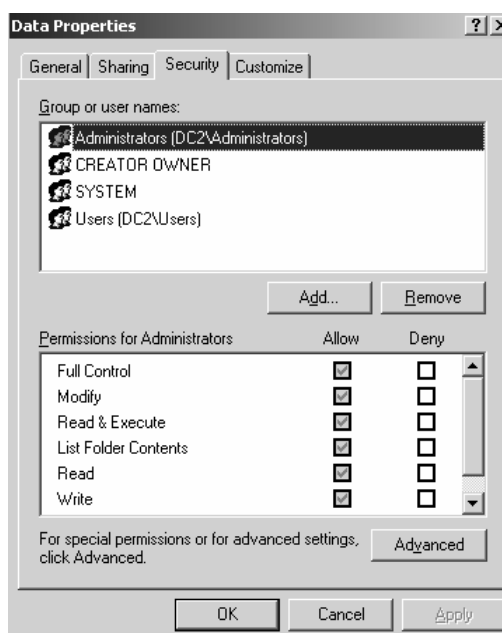 Data Properties
General Sharing Security Customize
Group or user names:
Administrators (DC2\Administrators)
CREATOR OWNER
SYSTEM
Users (DC2\Users)
Add... Remove
Permissions for Administrators Allow Deny
Full Control
Modify
Read & Execute
List Folder Contents
Read
Write
For special permissions or for advanced settings,
click Advanced.
Advanced
OK Cancel Apply